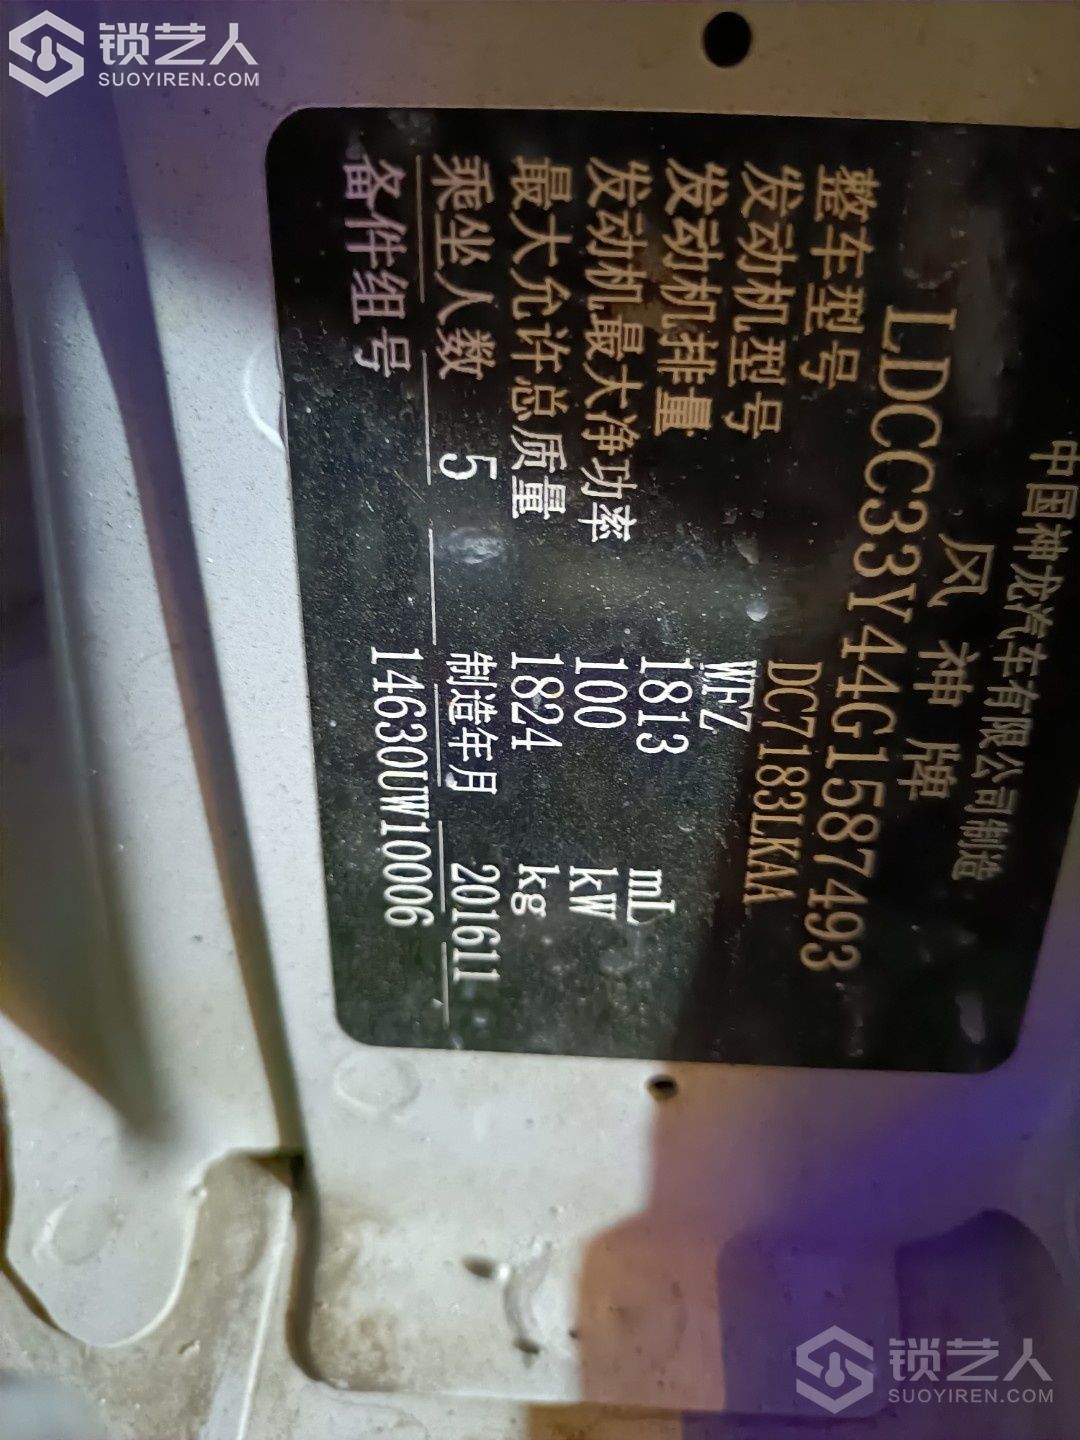 锁艺人
SUOYIREN.COM
中国神龙汽车有限公司制造
风 神 牌
LDCC33Y44G1587493
整车型号 DC7183LKAA
发动机型号 WFZ
发动机排量 1813 mL
发动机最大净功率 100 kW
最大允许总质量 1824 kg
乘坐人数 5 制造年月 201611
备件组号 14630UW10006
锁艺人
SUOYIREN.COM